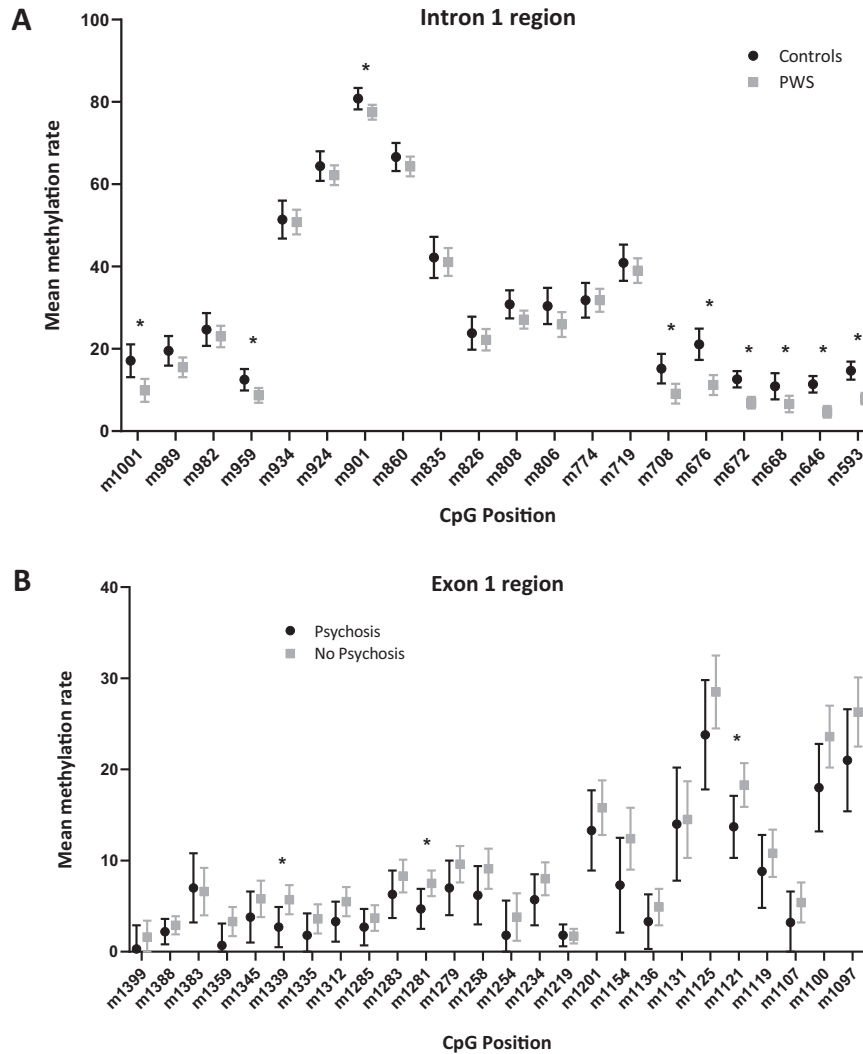 A
Intron 1 region
100
80
60
40
20
0
Mean methylation rate
Controls
PWS
*
*
*
*
*
*
*
*
*
m1001
m989
m982
m959
m934
m924
m901
m860
m835
m826
m808
m806
m774
m719
m708
m676
m672
m668
m646
m593
CpG Position
B
Exon 1 region
40
30
20
10
0
Mean methylation rate
Psychosis
No Psychosis
*
*
*
m1399
m1388
m1383
m1359
m1345
m1339
m1335
m1312
m1285
m1283
m1281
m1279
m1258
m1254
m1234
m1219
m1201
m1154
m1136
m1131
m1125
m1121
m1119
m1107
m1100
m1097
CpG Position